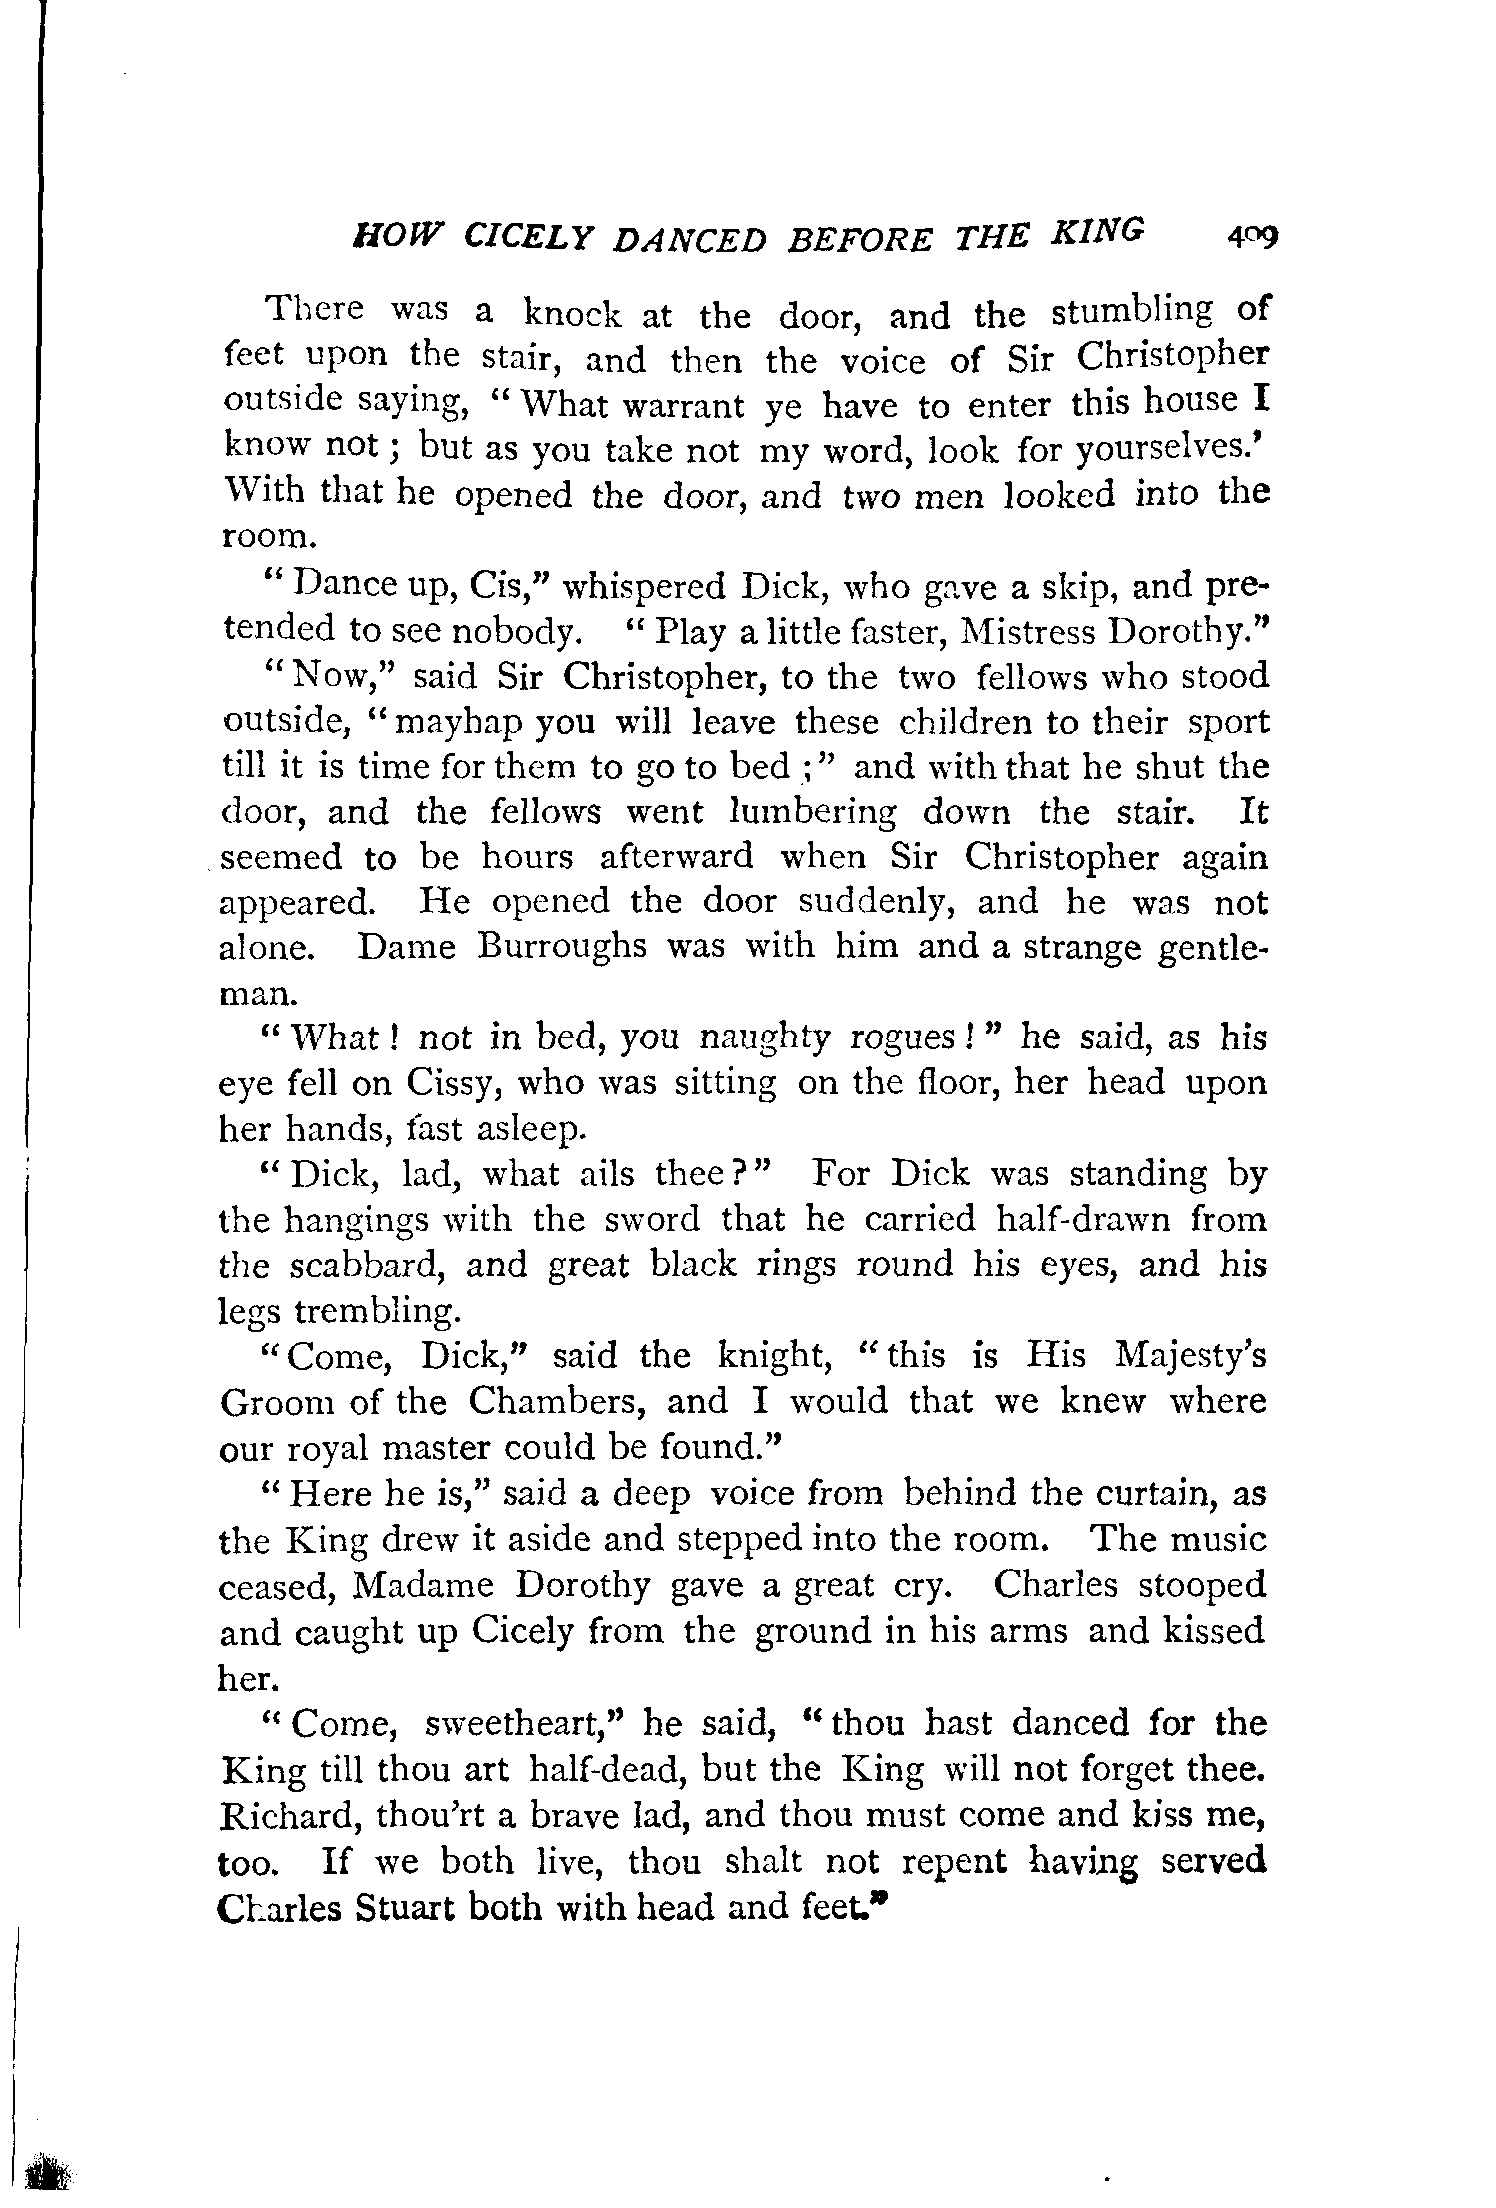 HOW CICELY DANCED BEFORE THE KING 409
There was a knock at the door, and the stumbling of
feet upon the stair, and then the voice of Sir Christopher
outside saying, “ What warrant ye have to enter this house I
know not ; but as you take not my word, look for yourselves.’
With that he opened the door, and two men looked into the
room.
“ Dance up, Cis,” whispered Dick, who gave a skip, and pre-
tended to see nobody. “ Play a little faster, Mistress Dorothy.”
“ Now,” said Sir Christopher, to the two fellows who stood
outside, “ mayhap you will leave these children to their sport
till it is time for them to go to bed ;” and with that he shut the
door, and the fellows went lumbering down the stair. It
seemed to be hours afterward when Sir Christopher again
appeared. He opened the door suddenly, and he was not
alone. Dame Burroughs was with him and a strange gentle-
man.
“ What ! not in bed, you naughty rogues ! ” he said, as his
eye fell on Cissy, who was sitting on the floor, her head upon
her hands, fast asleep.
“ Dick, lad, what ails thee ? ” For Dick was standing by
the hangings with the sword that he carried half-drawn from
the scabbard, and great black rings round his eyes, and his
legs trembling.
“ Come, Dick,” said the knight, “ this is His Majesty’s
Groom of the Chambers, and I would that we knew where
our royal master could be found.”
“ Here he is,” said a deep voice from behind the curtain, as
the King drew it aside and stepped into the room. The music
ceased, Madame Dorothy gave a great cry. Charles stooped
and caught up Cicely from the ground in his arms and kissed
her.
“ Come, sweetheart,” he said, “ thou hast danced for the
King till thou art half-dead, but the King will not forget thee.
Richard, thou’rt a brave lad, and thou must come and kiss me,
too. If we both live, thou shalt not repent having served
Charles Stuart both with head and feet.”